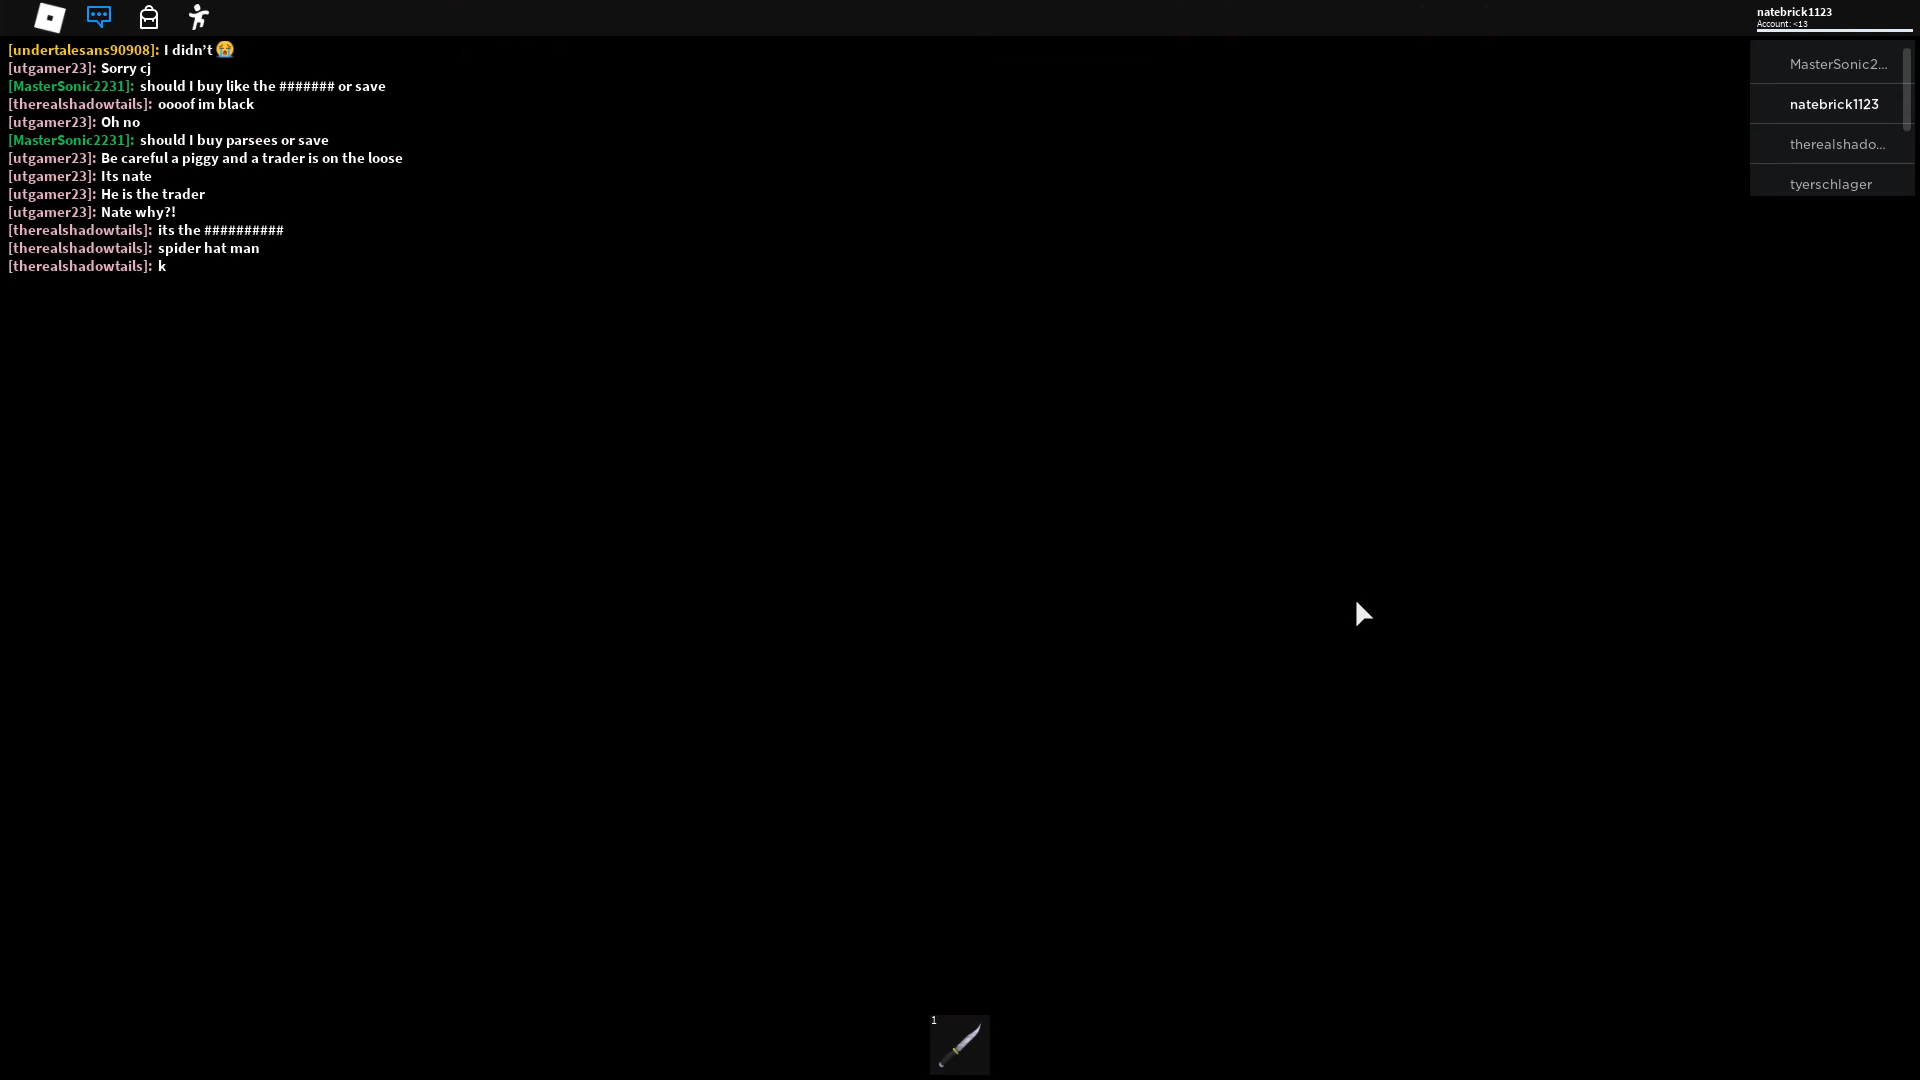 natebrick1123
Account: <13
[undertalesans90908]: I didn't 😭
[utgamer23]: Sorry cj
[MasterSonic2231]: should I buy like the ####### or save
[therealshadowtails]: oooof im black
[utgamer23]: Oh no
[MasterSonic2231]: should I buy parsees or save
[utgamer23]: Be careful a piggy and a trader is on the loose
[utgamer23]: Its nate
[utgamer23]: He is the trader
[utgamer23]: Nate why?!
[therealshadowtails]: its the ##########
[therealshadowtails]: spider hat man
[therealshadowtails]: k
MasterSonic2...
natebrick1123
therealshado...
tyerschlager
1